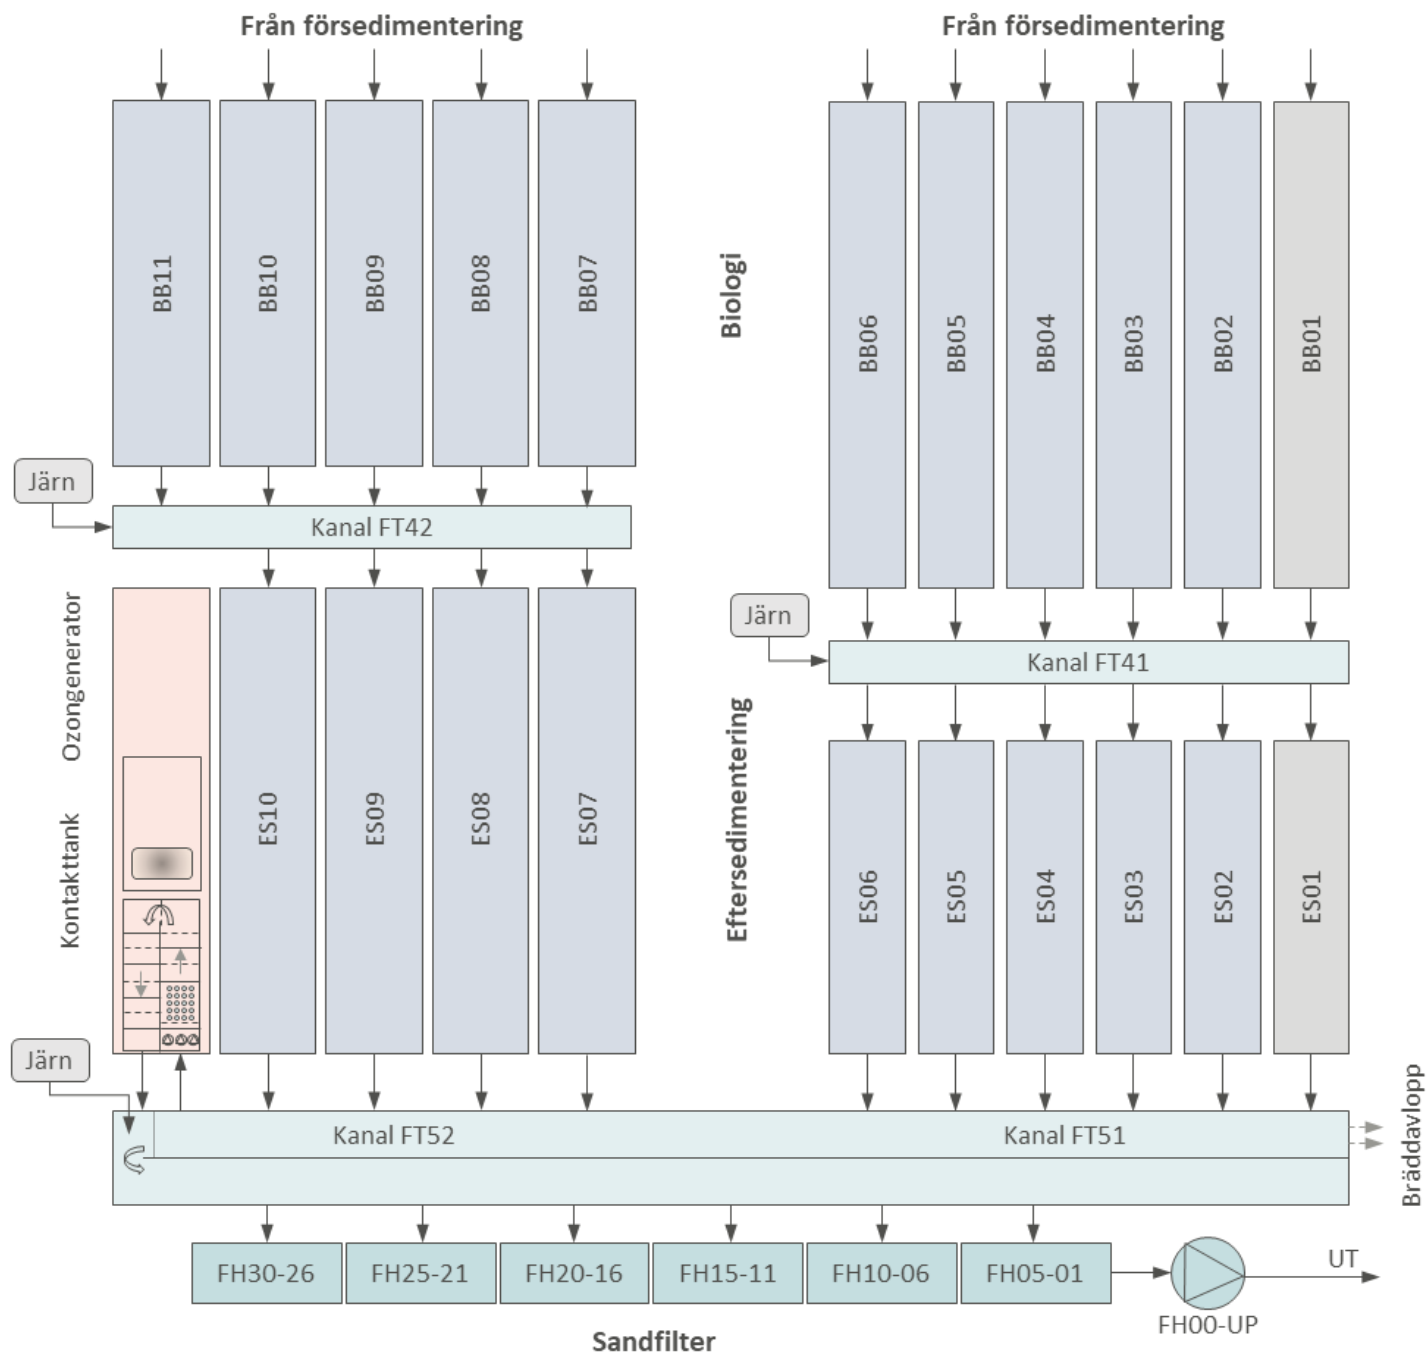 Från försedimentering
Från försedimentering
BB11
BB10
BB09
BB08
BB07
Biologi
BB06
BB05
BB04
BB03
BB02
BB01
Järn
Kanal FT42
Järn
Kanal FT41
Ozongenerator
Kontakttank
ES10
ES09
ES08
ES07
Eftersedimentering
ES06
ES05
ES04
ES03
ES02
ES01
Järn
Kanal FT52
Kanal FT51
Bräddavlopp
FH30-26
FH25-21
FH20-16
FH15-11
FH10-06
FH05-01
UT
FH00-UP
Sandfilter